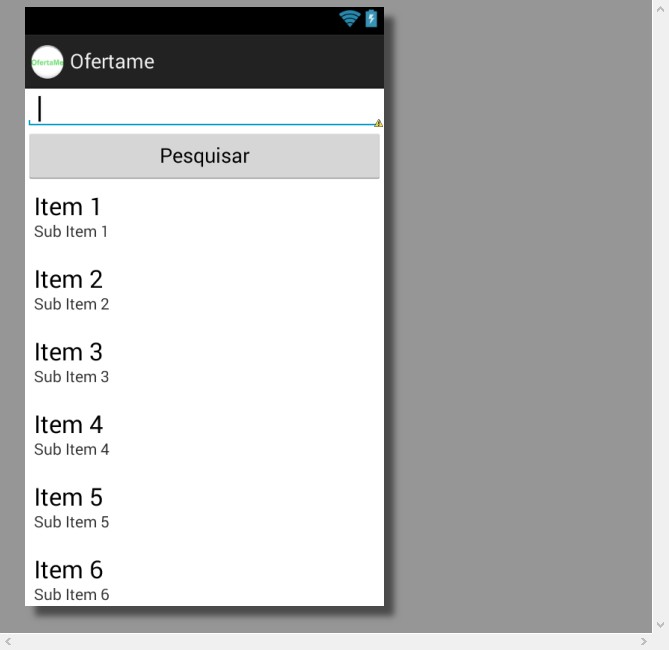 OfertaMe
Ofertame
Pesquisar
Item 1
Sub Item 1
Item 2
Sub Item 2
Item 3
Sub Item 3
Item 4
Sub Item 4
Item 5
Sub Item 5
Item 6
Sub Item 6